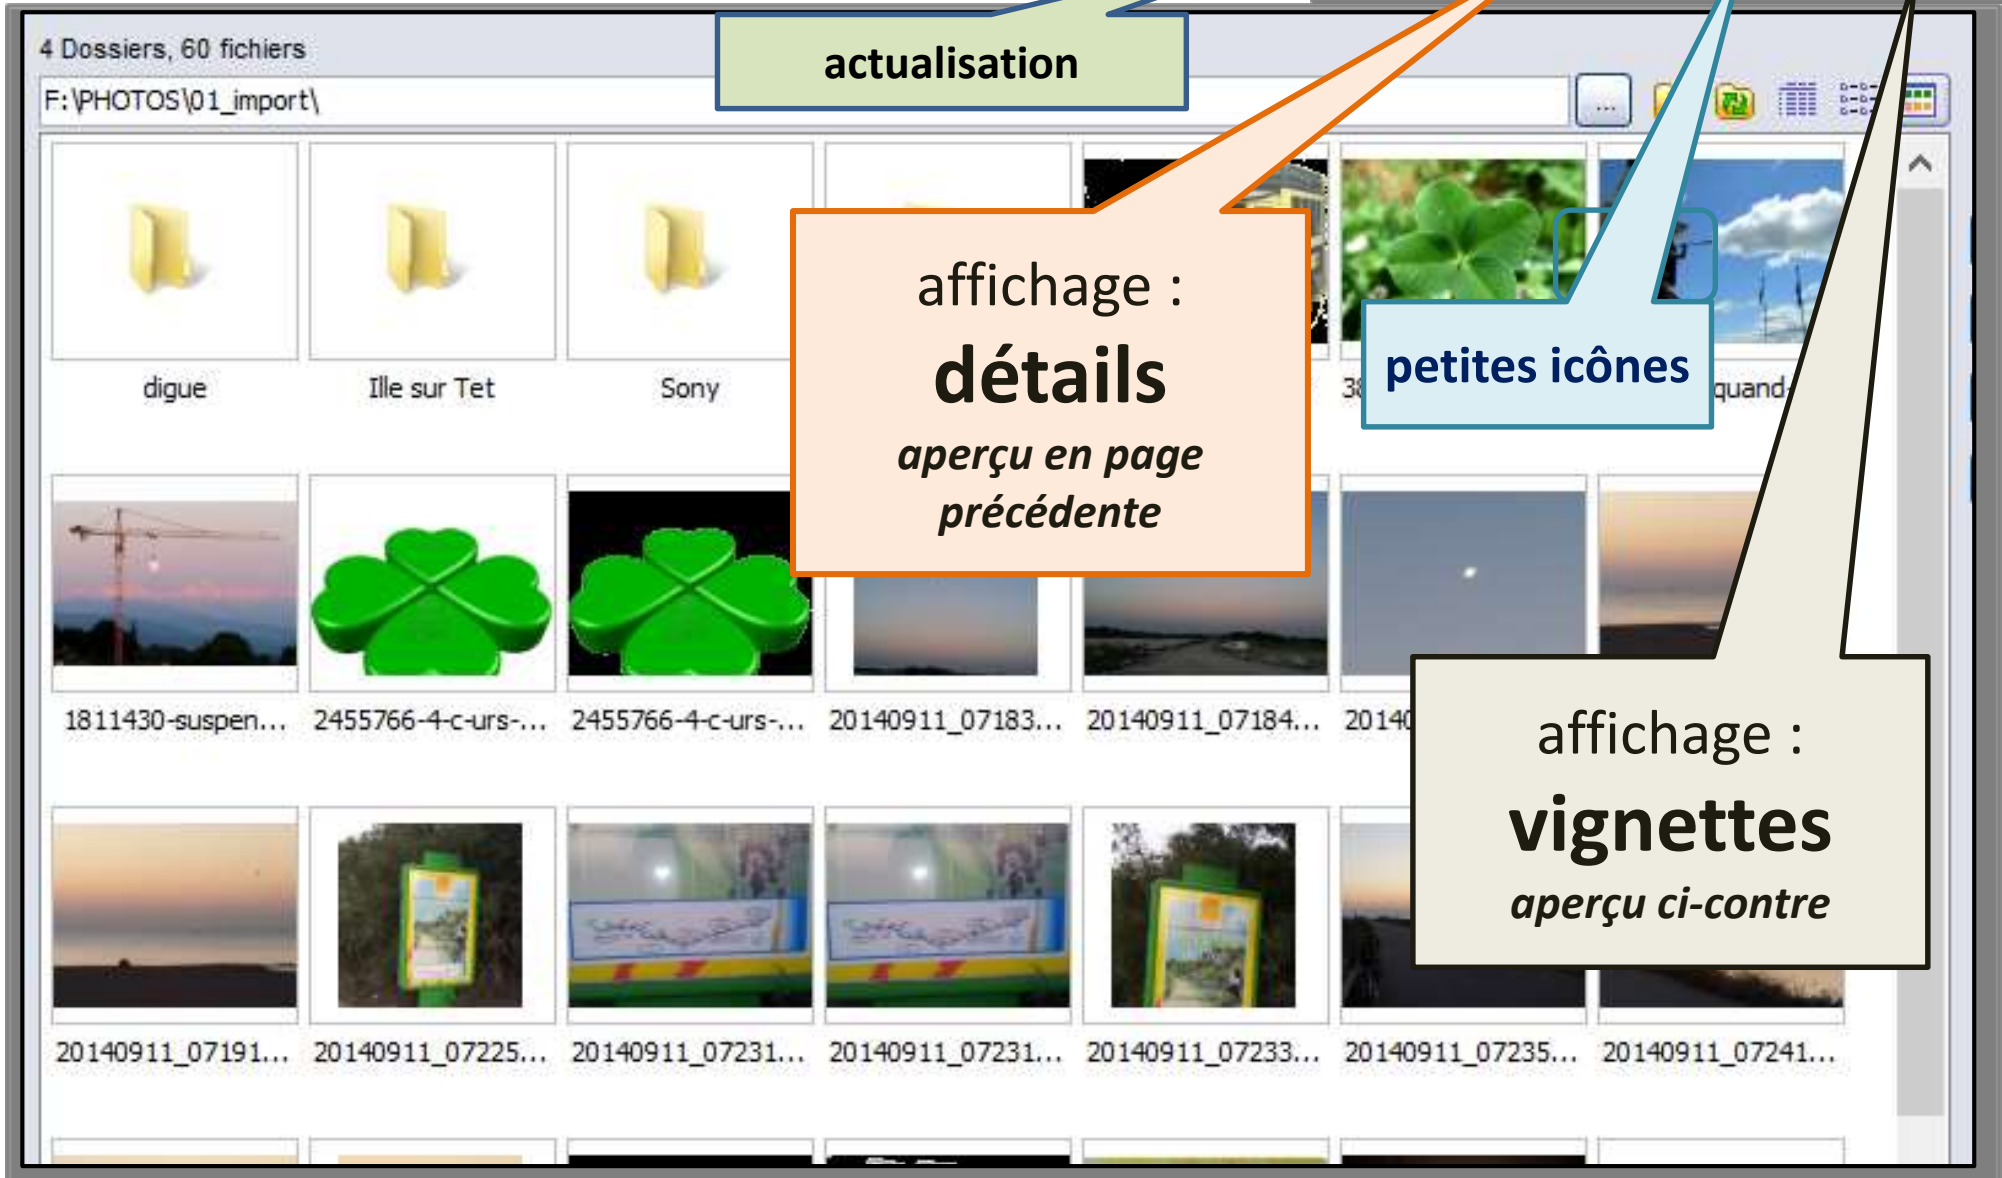 actualisation
4 Dossiers, 60 fichiers
F:\PHOTOS\01_import\
...
affichage :
détails
aperçu en page
précédente
petites icônes
digue
Ille sur Tet
Sony
quand-
1811430-suspen...
2455766-4-c-urs-...
2455766-4-c-urs-...
20140911_07183...
20140911_07184...
2014
affichage :
vignettes
aperçu ci-contre
20140911_07191...
20140911_07225...
20140911_07231...
20140911_07231...
20140911_07233...
20140911_07235...
20140911_07241...